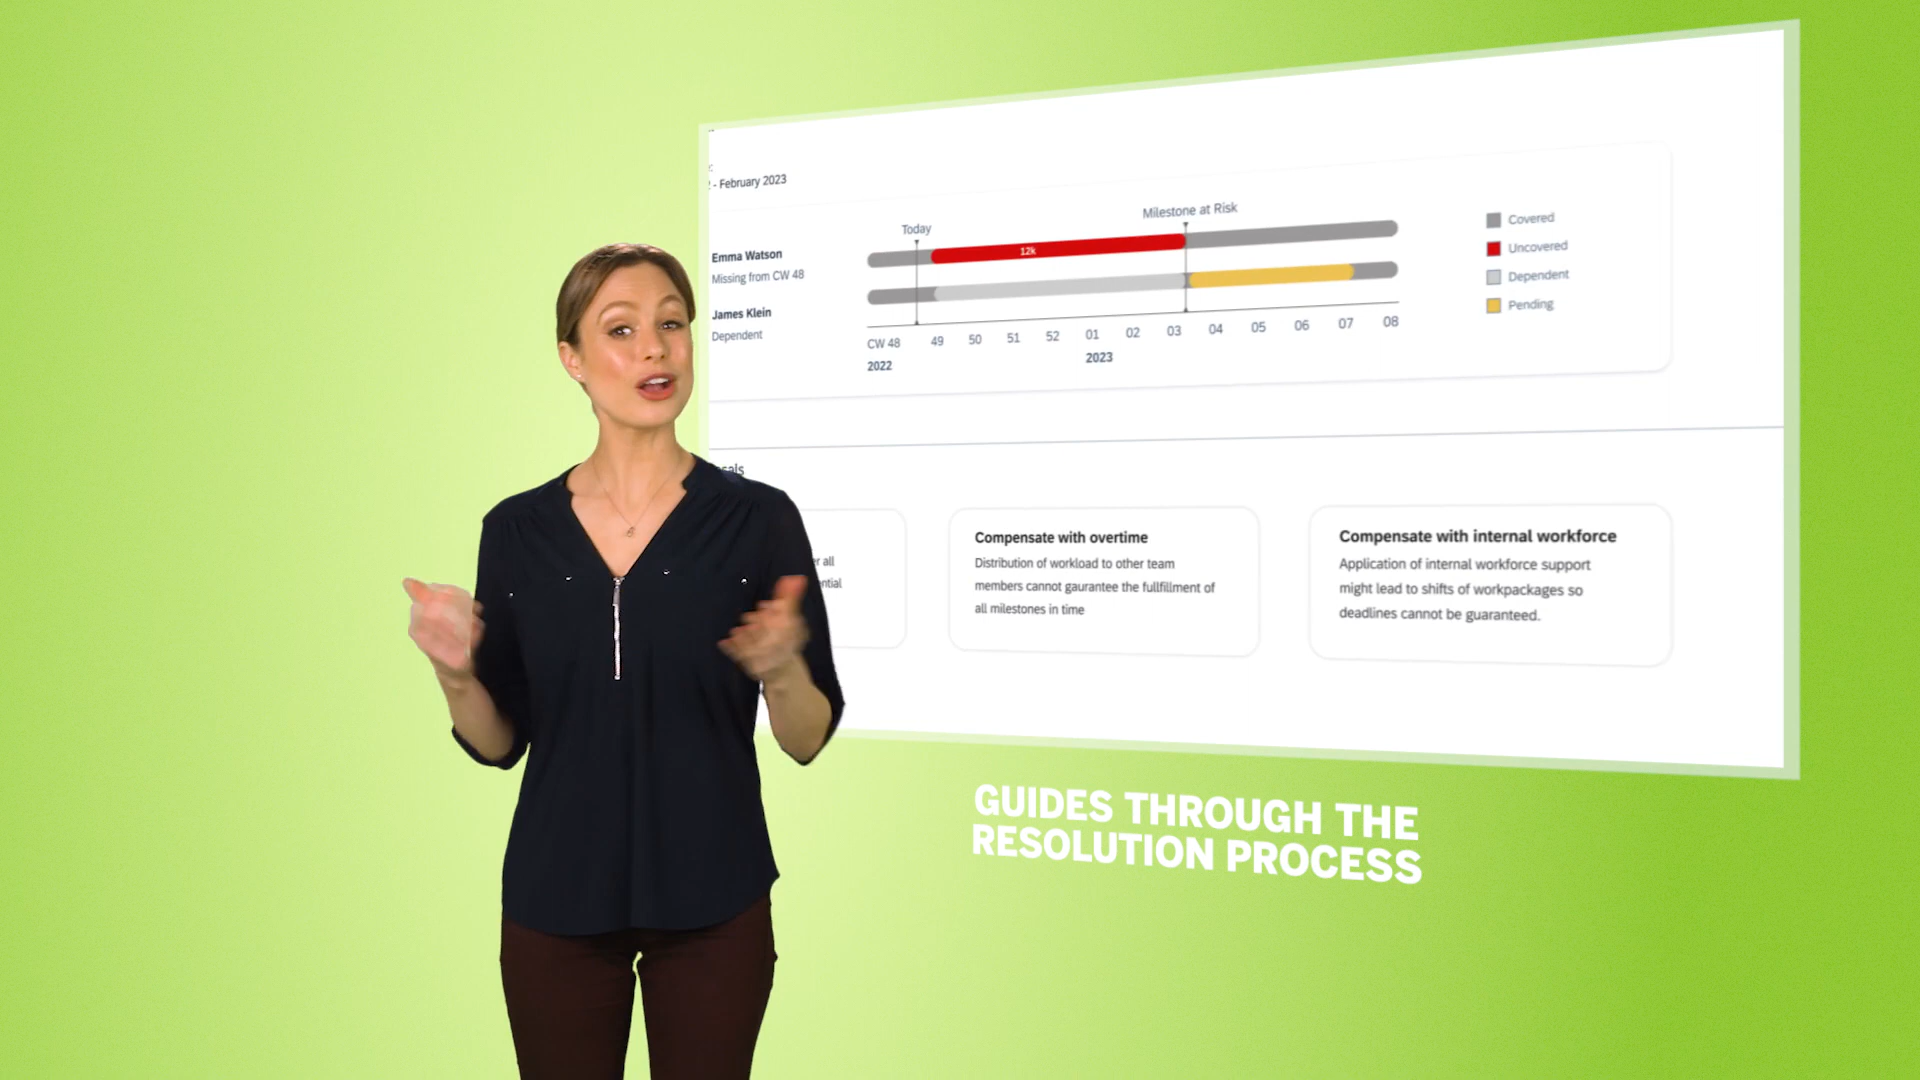 - February 2023
Today
Milestone at Risk
Emma Watson
Missing from CW 48
James Klein
Dependent
12k
CW 48 49 50 51 52 01 02 03 04 05 06 07 08
2022 2023
Covered
Uncovered
Dependent
Pending
all
Compensate with overtime
Distribution of workload to other team
members cannot gaurantee the fullfillment of
all milestones in time
Compensate with internal workforce
Application of internal workforce support
might lead to shifts of workpackages so
deadlines cannot be guaranteed.
GUIDES THROUGH THE
RESOLUTION PROCESS